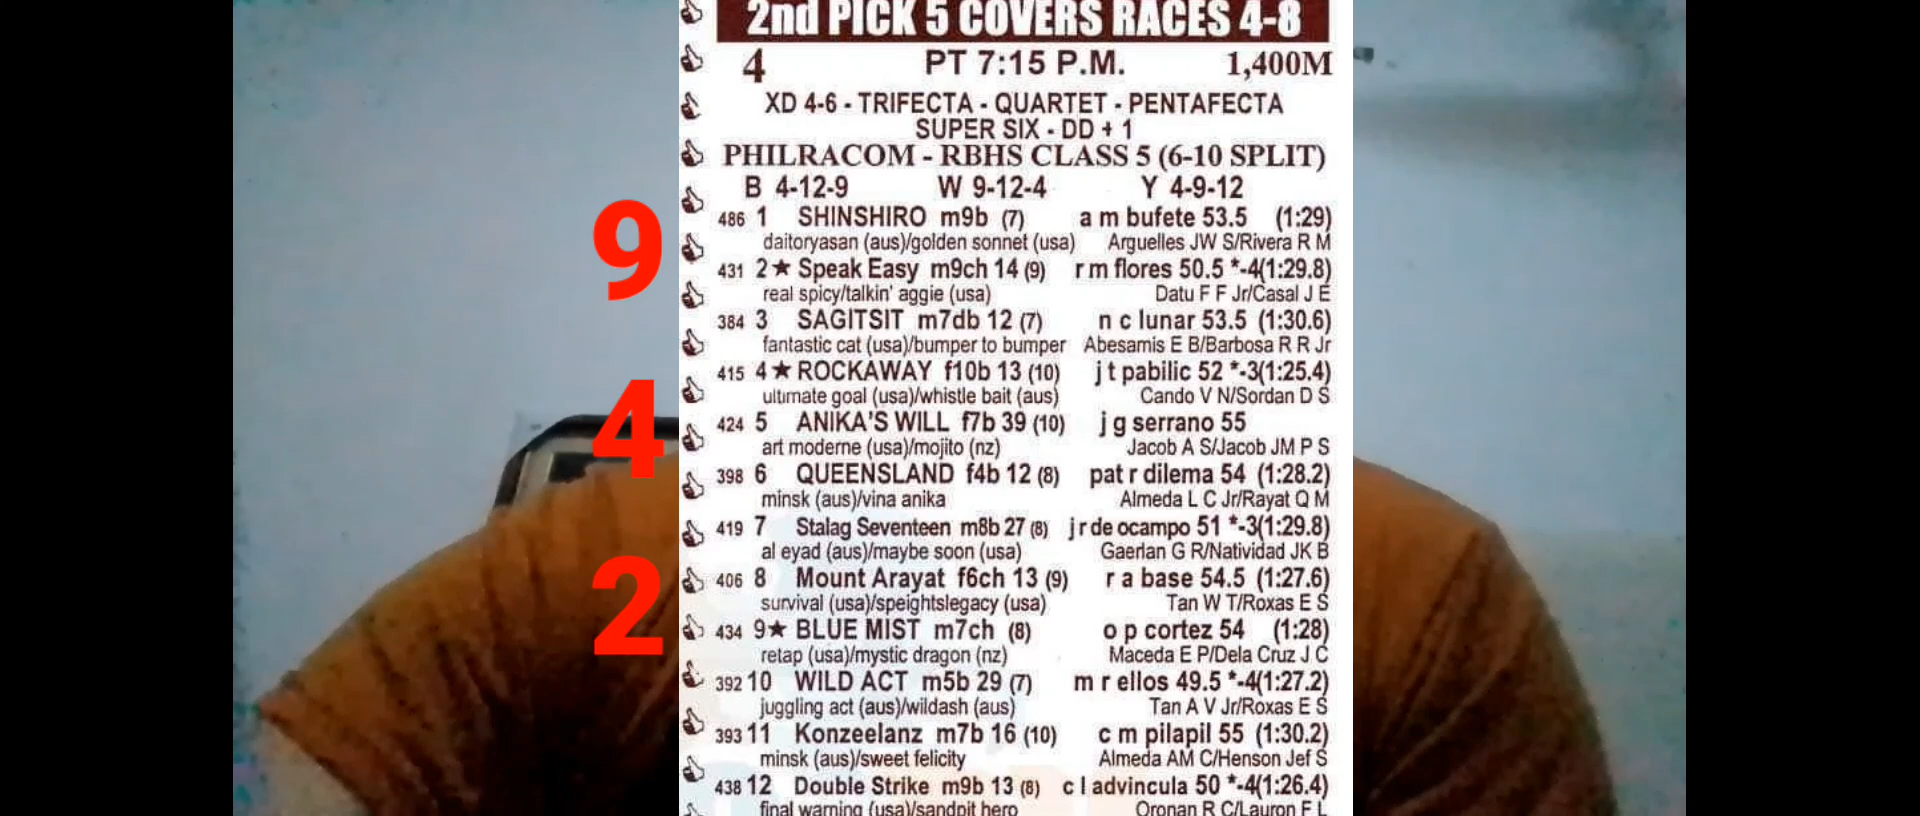 2nd PICK 5 COVERS RACES 4-8
4 PT 7:15 P.M. 1,400M
XD 4-6 - TRIFECTA - QUARTET - PENTAFECTA
SUPER SIX - DD + 1
PHILRACOM - RBHS CLASS 5 (6-10 SPLIT)
B 4-12-9 W 9-12-4 Y 4-9-12
486 1 SHINSHIRO m9b (7) a m bufete 53.5 (1:29)
daitoryasan (aus)/golden sonnet (usa) Arguelles JW S/Rivera R M
431 2★ Speak Easy m9ch 14 (9) r m flores 50.5 *-4(1:29.8)
real spicy/talkin' aggie (usa) Datu F F Jr/Casal J E
384 3 SAGITSIT m7db 12 (7) n c lunar 53.5 (1:30.6)
fantastic cat (usa)/bumper to bumper Abesamis E B/Barbosa R R Jr
415 4★ ROCKAWAY f10b 13 (10) j t pabilic 52 *-3(1:25.4)
ultimate goal (usa)/whistle bait (aus) Cando V N/Sordan D S
424 5 ANIKA'S WILL f7b 39 (10) j g serrano 55
art moderne (usa)/mojito (nz) Jacob A S/Jacob JM P S
398 6 QUEENSLAND f4b 12 (8) pat r dilema 54 (1:28.2)
minsk (aus)/vina anika Almeda L C Jr/Rayat Q M
419 7 Stalag Seventeen m8b 27 (8) j r de ocampo 51 *-3(1:29.8)
al eyad (aus)/maybe soon (usa) Gaerlan G R/Natividad JK B
406 8 Mount Arayat f6ch 13 (9) r a base 54.5 (1:27.6)
survival (usa)/speightslegacy (usa) Tan W T/Roxas E S
434 9★ BLUE MIST m7ch (8) o p cortez 54 (1:28)
retap (usa)/mystic dragon (nz) Maceda E P/Dela Cruz J C
392 10 WILD ACT m5b 29 (7) m r ellos 49.5 *-4(1:27.2)
juggling act (aus)/wildash (aus) Tan A V Jr/Roxas E S
393 11 Konzeelanz m7b 16 (10) c m pilapil 55 (1:30.2)
minsk (aus)/sweet felicity Almeda AM C/Henson Jef S
438 12 Double Strike m9b 13 (8) c l advincula 50 *-4(1:26.4)
final warning (usa)/sandpit hero Oronan R C/Lauron F L
9
4
2